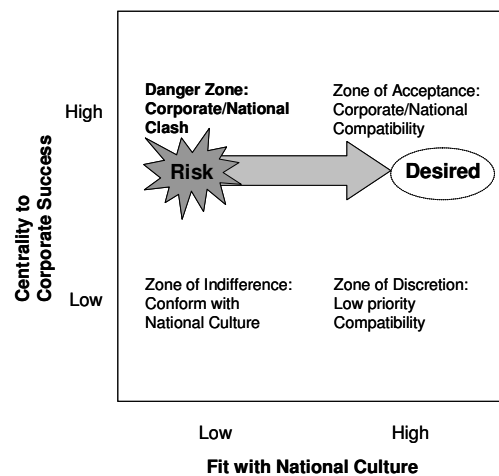 Danger Zone:
Corporate/National
Clash
Zone of Acceptance:
Corporate/National
Compatibility
High
Risk
Desired
Centrality to
Corporate Success
Zone of Indifference:
Conform with
National Culture
Zone of Discretion:
Low priority
Compatibility
Low
Low
High
Fit with National Culture